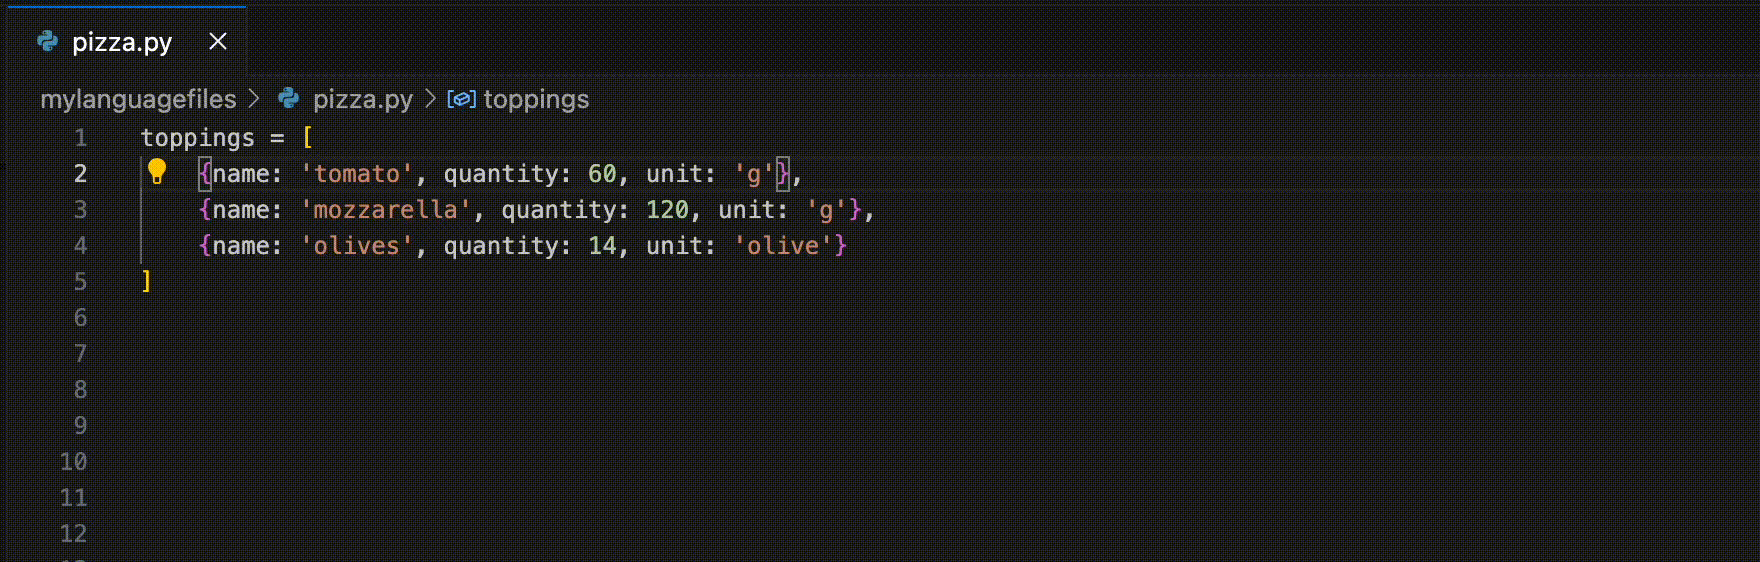 pizza.py
mylanguagefiles > pizza.py > toppings
1 toppings = [
2 {name: 'tomato', quantity: 60, unit: 'g'},
3 {name: 'mozzarella', quantity: 120, unit: 'g'},
4 {name: 'olives', quantity: 14, unit: 'olive'}
5 ]
6
7
8
9
10
11
12